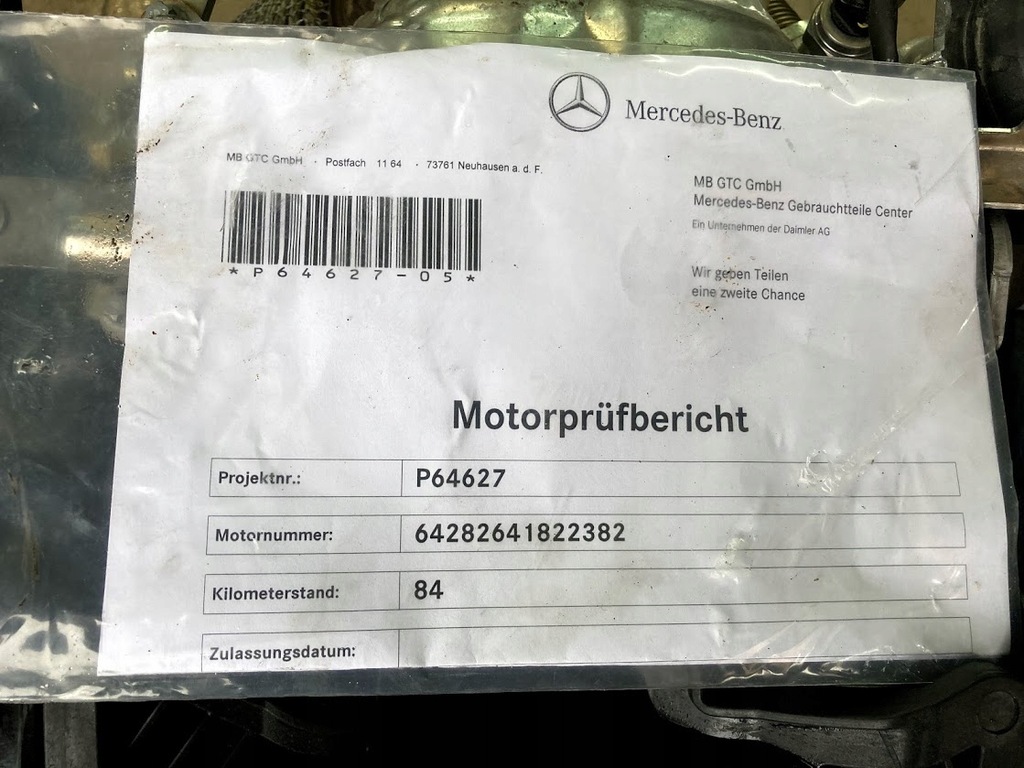 Mercedes-Benz
MB GTC GmbH · Postfach 11 64 · 73761 Neuhausen a. d. F.
*P64627-05*
MB GTC GmbH
Mercedes-Benz Gebrauchtteile Center
Ein Unternehmen der Daimler AG
Wir geben Teilen
eine zweite Chance
Motorprüfbericht
Projektnr.: P64627
Motornummer: 64282641822382
Kilometerstand: 84
Zulassungsdatum: